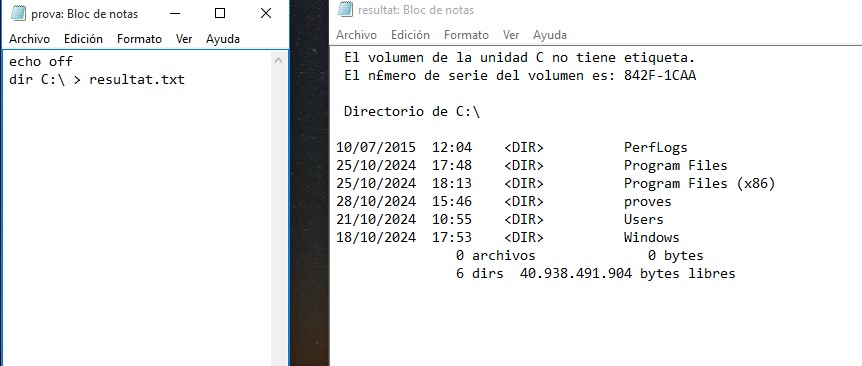 prova: Bloc de notas
Archivo Edición Formato Ver Ayuda
echo off
dir C:\ > resultat.txt
resultat: Bloc de notas
Archivo Edición Formato Ver Ayuda
El volumen de la unidad C no tiene etiqueta.
El n£mero de serie del volumen es: 842F-1CAA
Directorio de C:\
10/07/2015 12:04 <DIR> PerfLogs
25/10/2024 17:48 <DIR> Program Files
25/10/2024 18:13 <DIR> Program Files (x86)
28/10/2024 15:46 <DIR> proves
21/10/2024 10:55 <DIR> Users
18/10/2024 17:53 <DIR> Windows
0 archivos 0 bytes
6 dirs 40.938.491.904 bytes libres